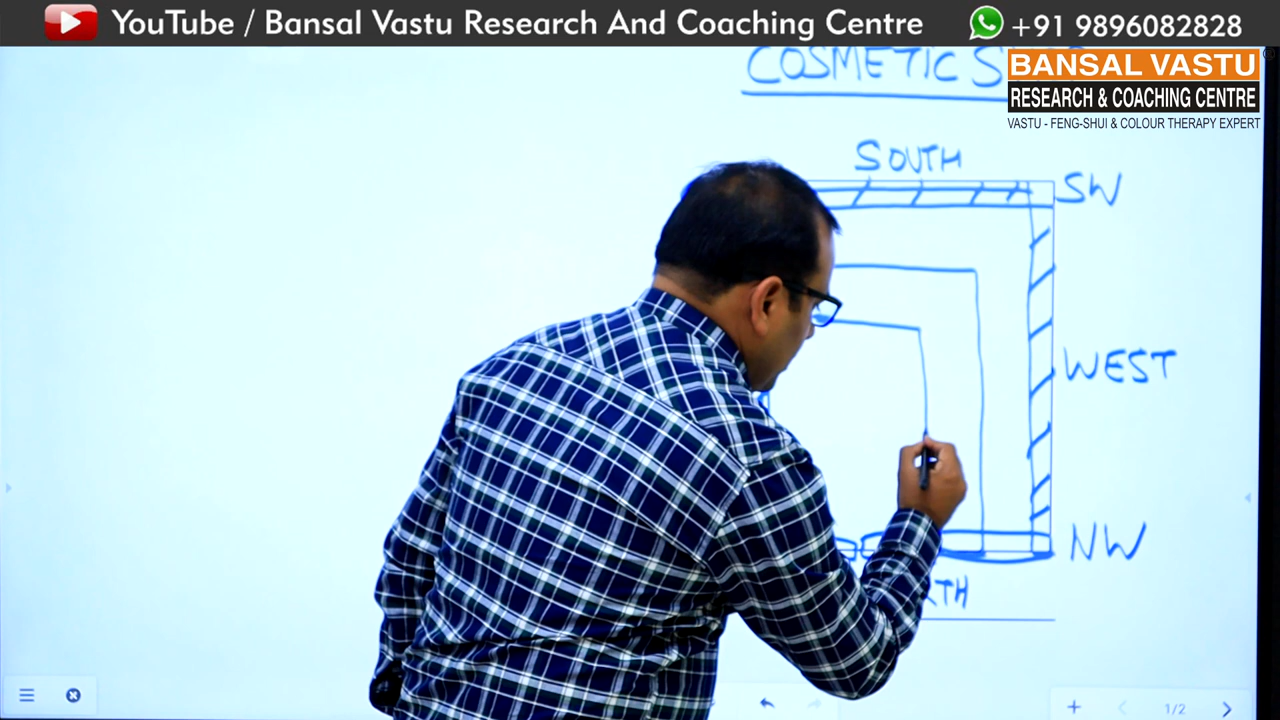 YouTube / Bansal Vastu Research And Coaching Centre +91 9896082828
COSMETIC
BANSAL VASTU
RESEARCH & COACHING CENTRE
VASTU - FENG-SHUI & COLOUR THERAPY EXPERT
SOUTH
SW
WEST
NW
1/2